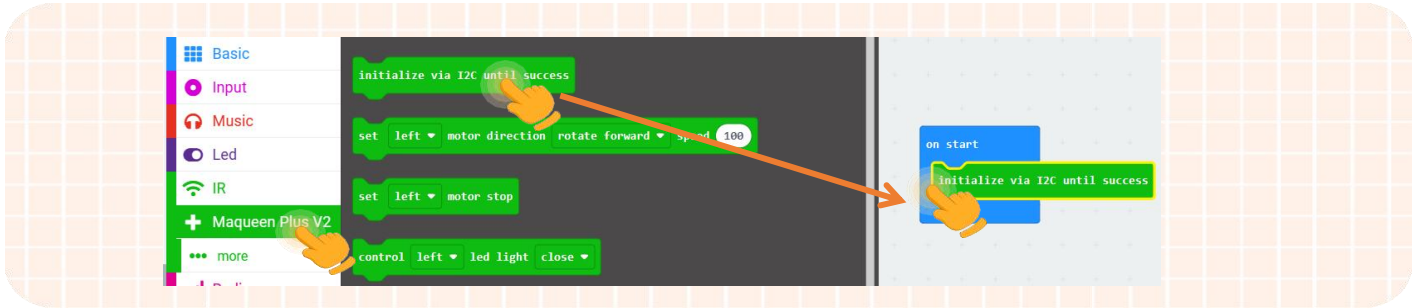 Basic
Input
Music
Led
IR
Maqueen Plus V2
more
initialize via I2C until success
set left motor direction rotate forward speed 100
set left motor stop
control left led light close
on start
initialize via I2C until success